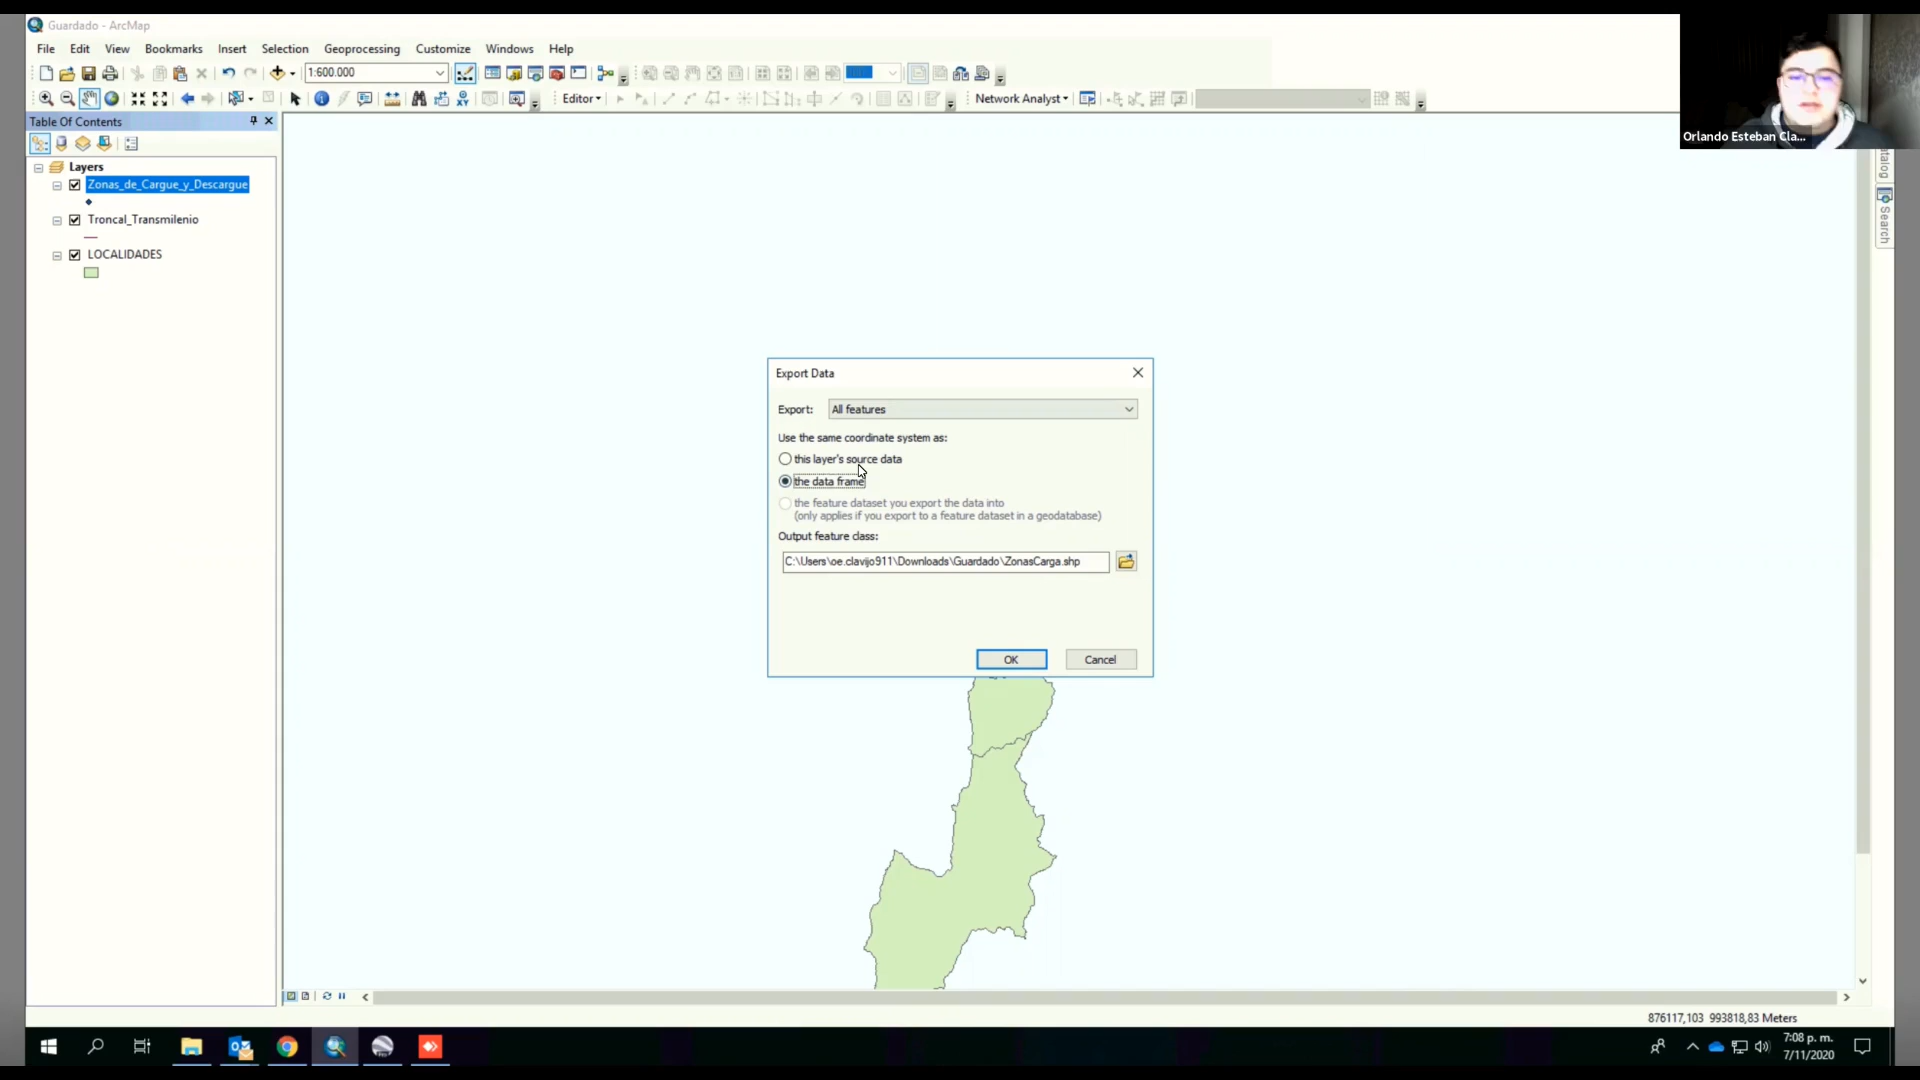 Guardado - ArcMap
File Edit View Bookmarks Insert Selection Geoprocessing Customize Windows Help
1:600.000
Editor
Network Analyst
Orlando Esteban Cla...
Table Of Contents
Layers
Zonas_de_Cargue_y_Descargue
Troncal_Transmilenio
LOCALIDADES
Search
Export Data
Export: All features
Use the same coordinate system as:
this layer's source data
the data frame
the feature dataset you export the data into
(only applies if you export to a feature dataset in a geodatabase)
Output feature class:
C:\Users\oe.clavijo911\Downloads\Guardado\ZonasCarga.shp
OK Cancel
876117,103 993818,83 Meters
7:08 p. m.
7/11/2020